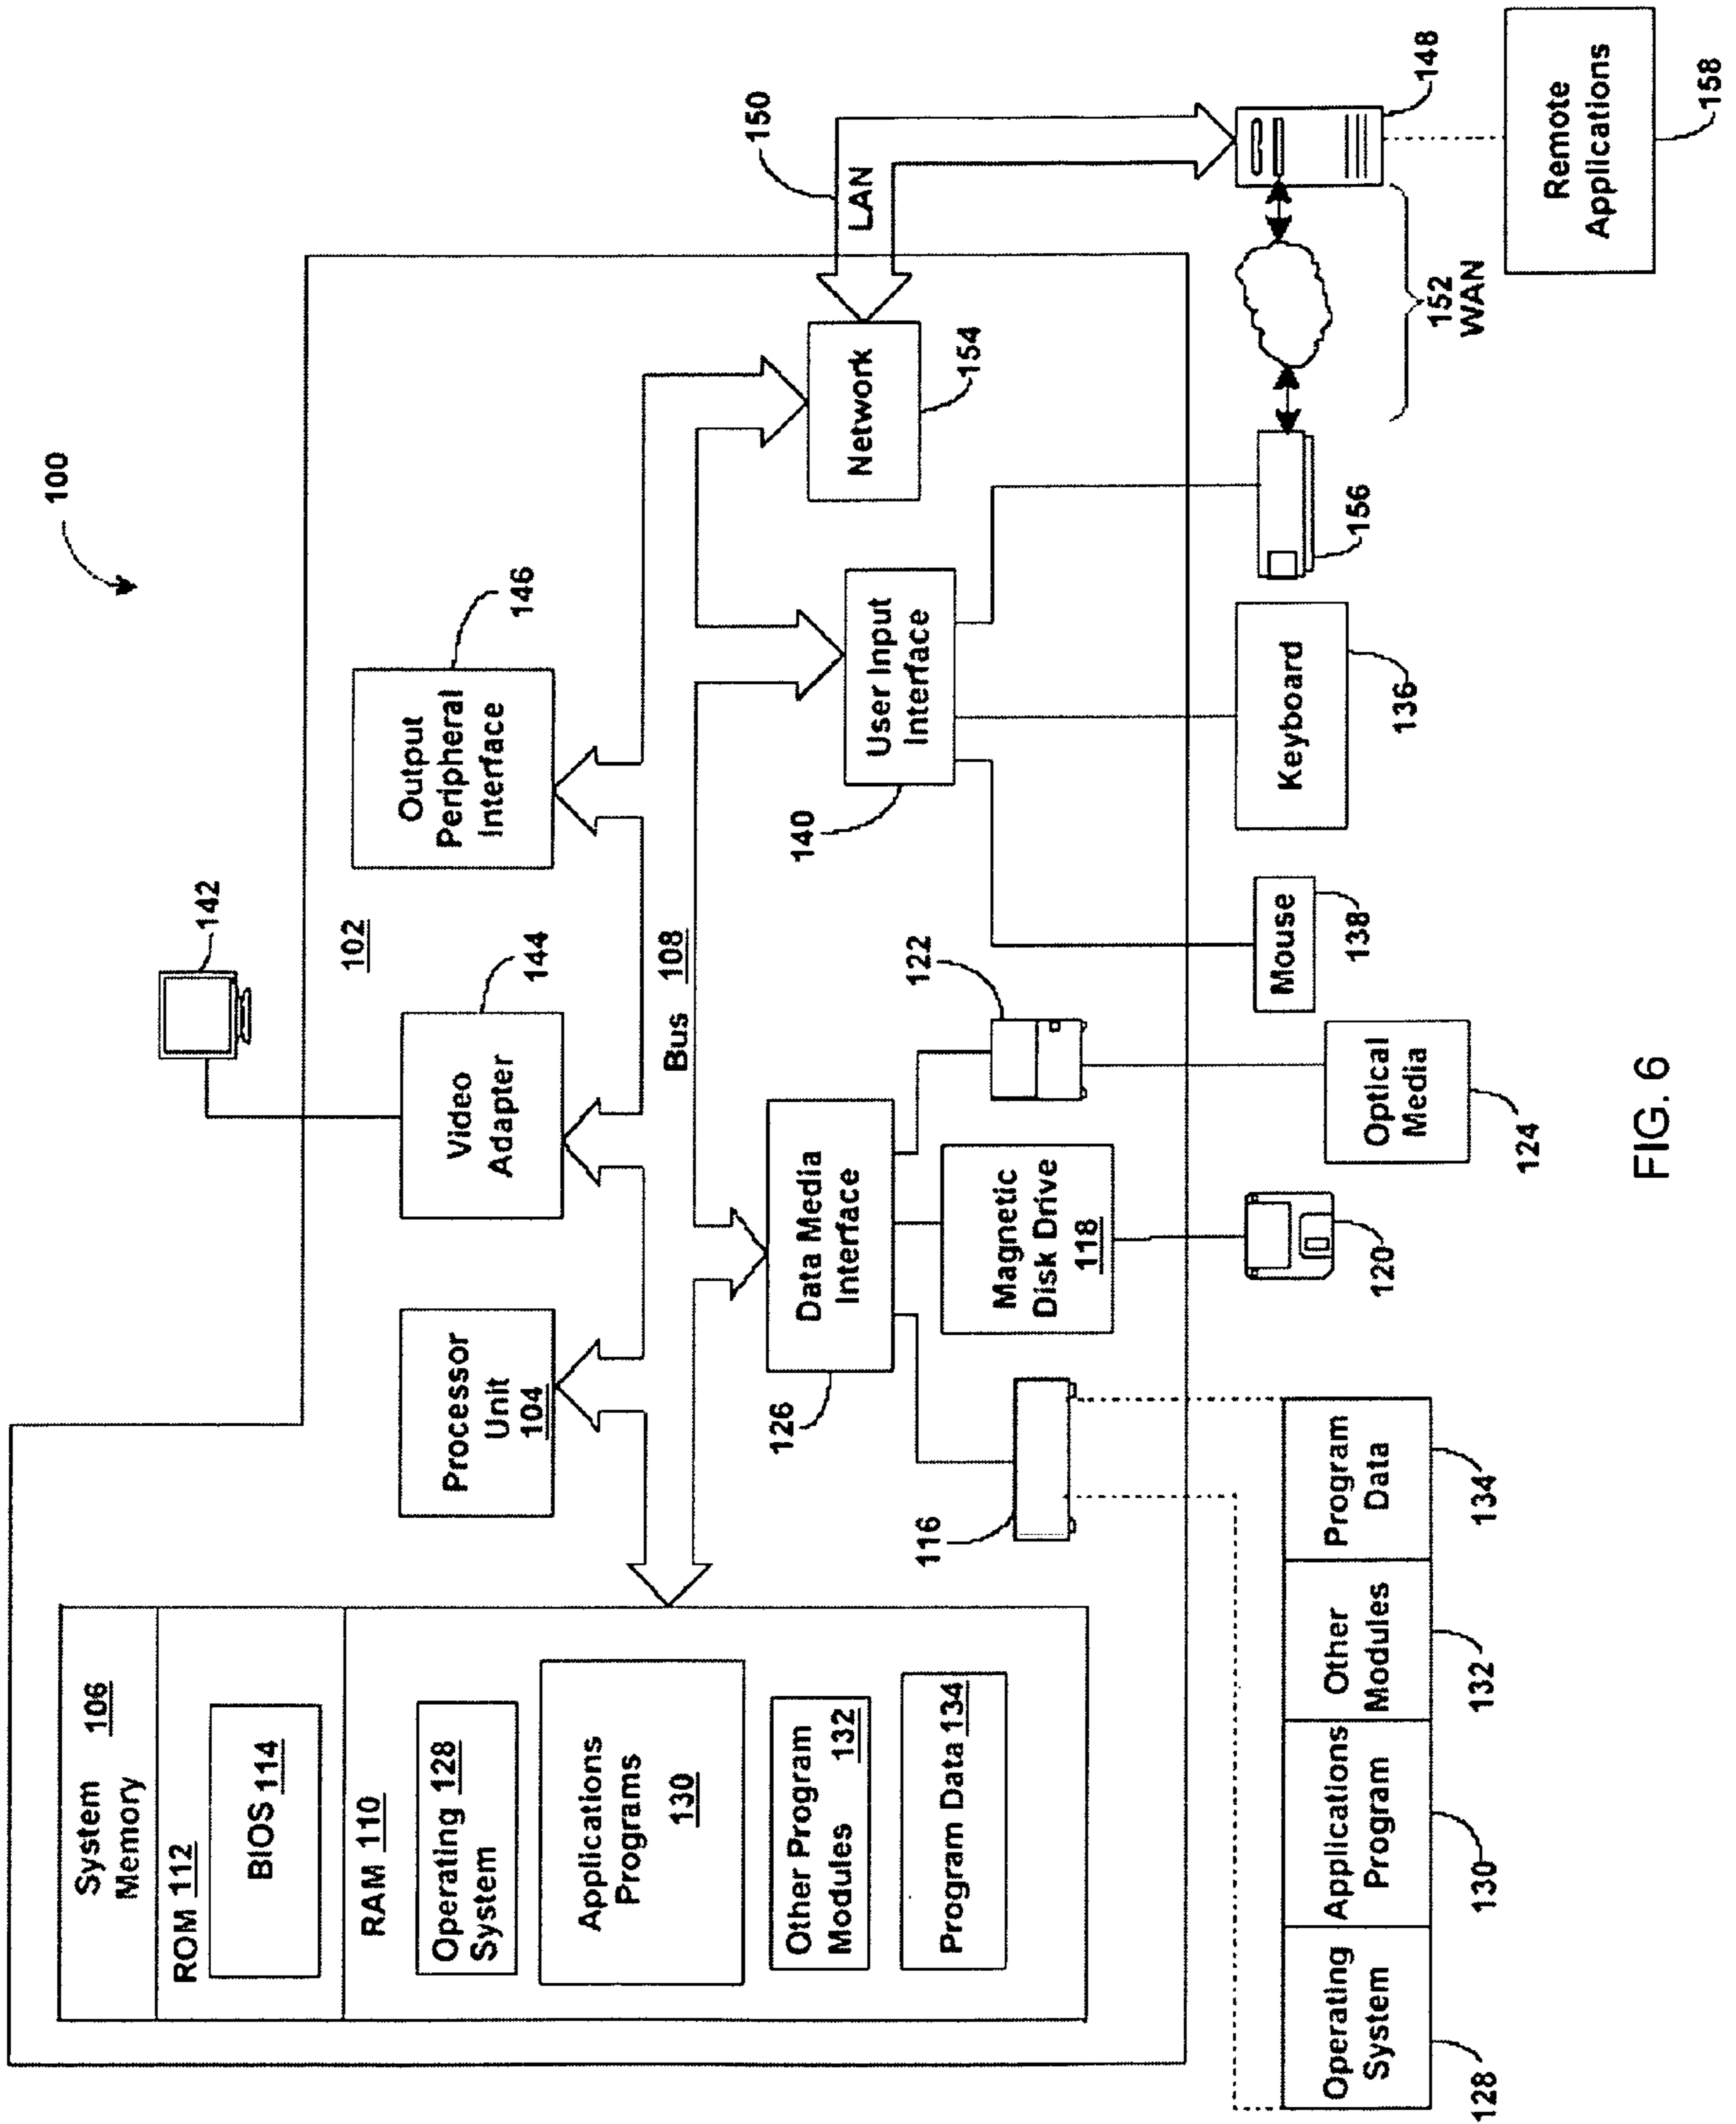 100
142
System
Memory
106
ROM 112
BIOS 114
RAM 110
Operating 128
System
Applications
Programs
130
Other Program
Modules 132
Program Data 134
Processor
Unit
104
Video
Adapter
144
102
Output
Peripheral
Interface
146
Bus 108
Data Media
Interface
126
User Input
Interface
140
Network
154
LAN
150
116
Magnetic
Disk Drive
118
122
Mouse
138
Keyboard
136
156
152
WAN
148
Remote
Applications
158
120
Optical
Media
124
Operating
System
128
Applications
Program
130
Other
Modules
132
Program
Data
134
FIG. 6